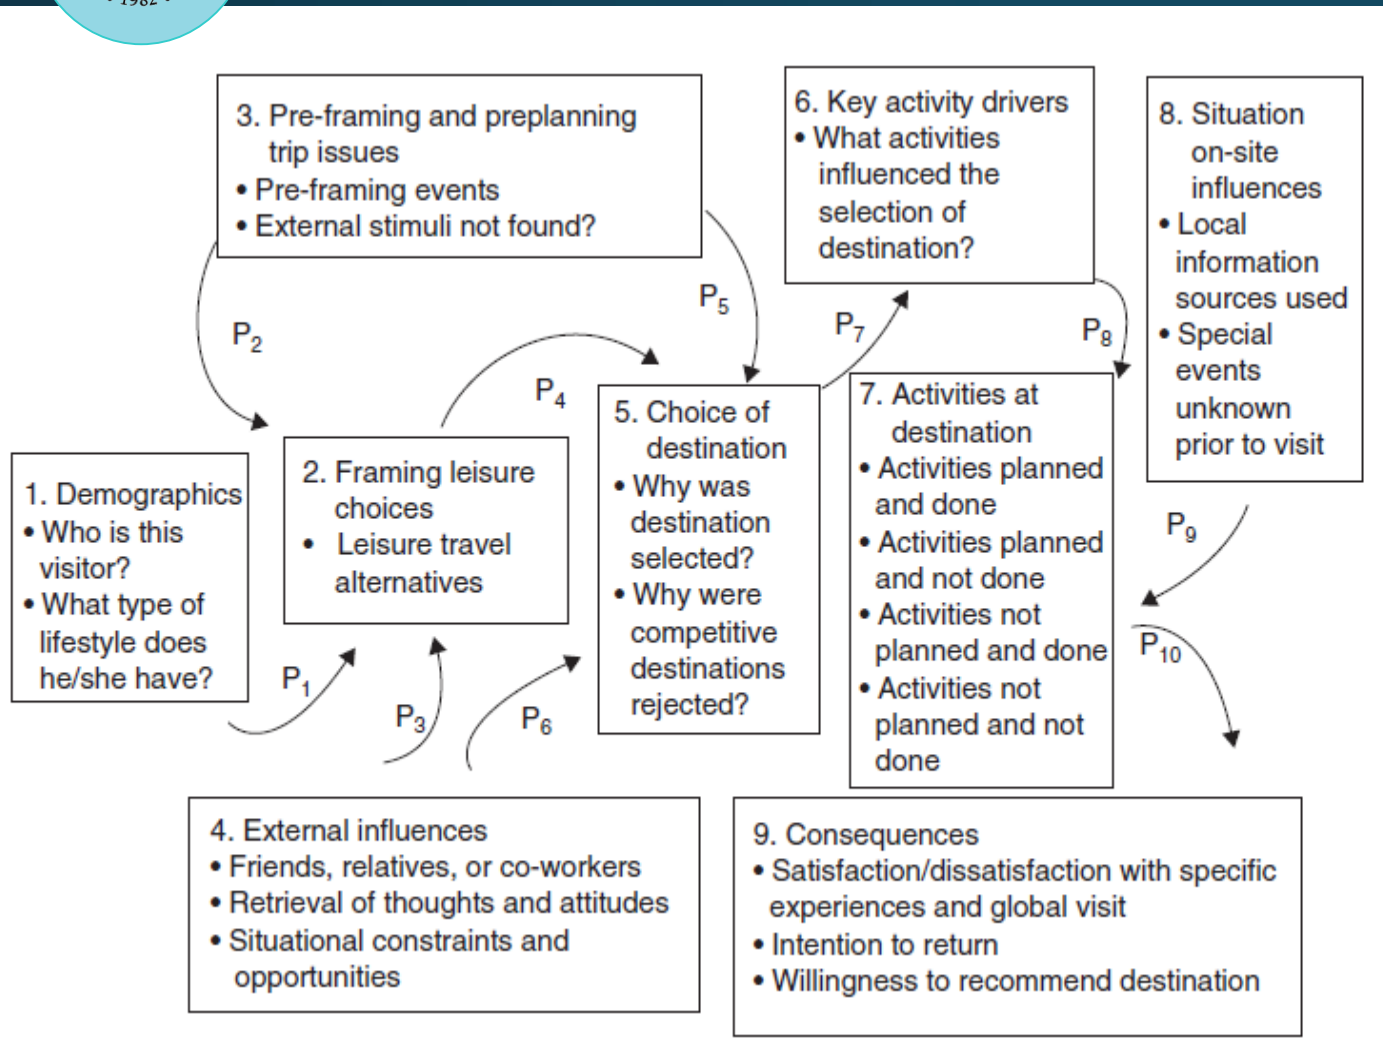 • 1982 •
3. Pre-framing and preplanning
trip issues
• Pre-framing events
• External stimuli not found?
6. Key activity drivers
• What activities
influenced the
selection of
destination?
8. Situation
on-site
influences
• Local
information
sources used
• Special
events
unknown
prior to visit
P2
P5
P7
P8
P4
1. Demographics
• Who is this
visitor?
• What type of
lifestyle does
he/she have?
2. Framing leisure
choices
• Leisure travel
alternatives
5. Choice of
destination
• Why was
destination
selected?
• Why were
competitive
destinations
rejected?
7. Activities at
destination
• Activities planned
and done
• Activities planned
and not done
• Activities not
planned and done
• Activities not
planned and not
done
P9
P10
P1
P3
P6
4. External influences
• Friends, relatives, or co-workers
• Retrieval of thoughts and attitudes
• Situational constraints and
opportunities
9. Consequences
• Satisfaction/dissatisfaction with specific
experiences and global visit
• Intention to return
• Willingness to recommend destination